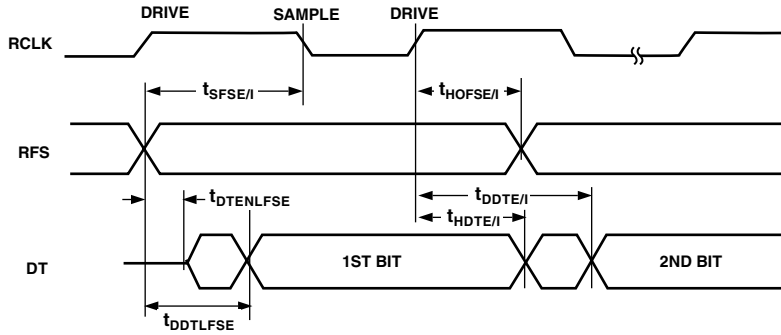 DRIVE SAMPLE DRIVE
RCLK
tSFSE/I tHOFSE/I
RFS
tDDTE/I
tDTENLFSE
tHDTE/I
DT 1ST BIT 2ND BIT
tDDTLFSE